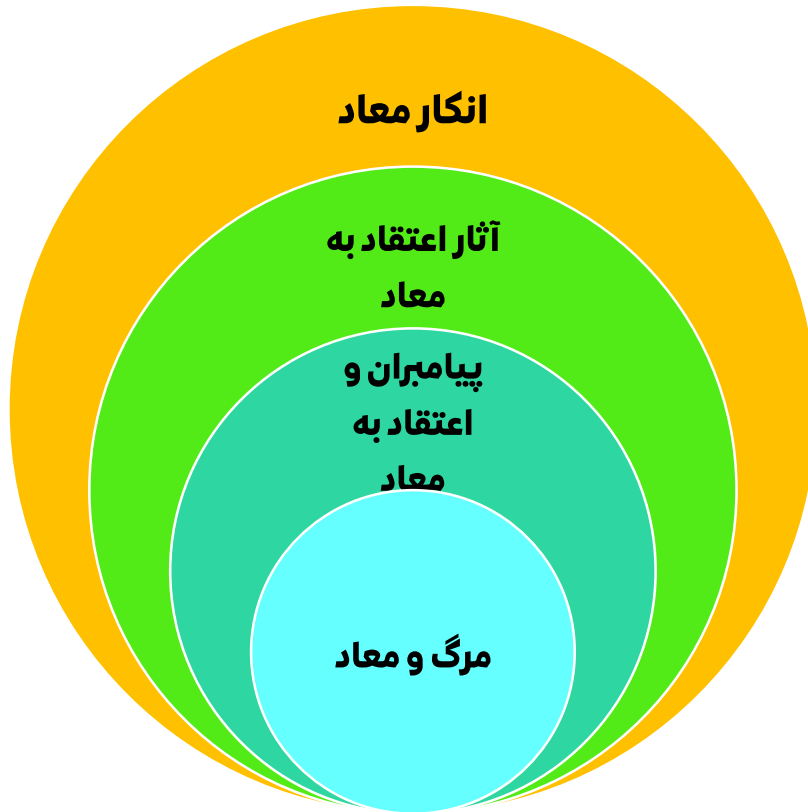 انکار معاد
آثار اعتقاد به
معاد
پیامبران و
اعتقاد به
معاد
مرگ و معاد